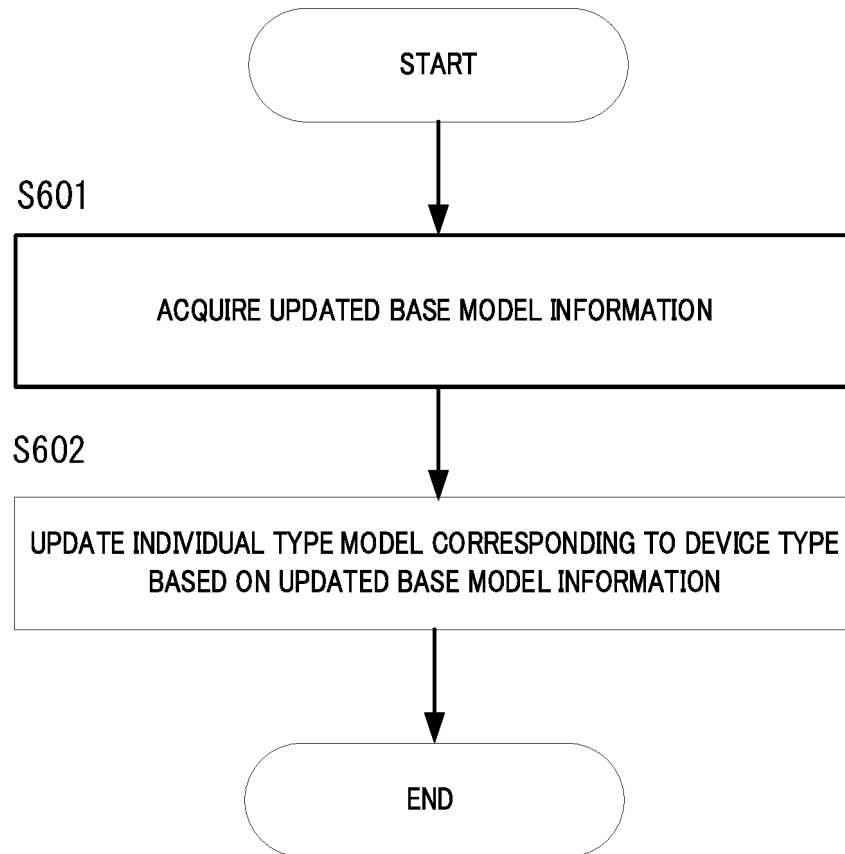 START
S601
ACQUIRE UPDATED BASE MODEL INFORMATION
S602
UPDATE INDIVIDUAL TYPE MODEL CORRESPONDING TO DEVICE TYPE
BASED ON UPDATED BASE MODEL INFORMATION
END